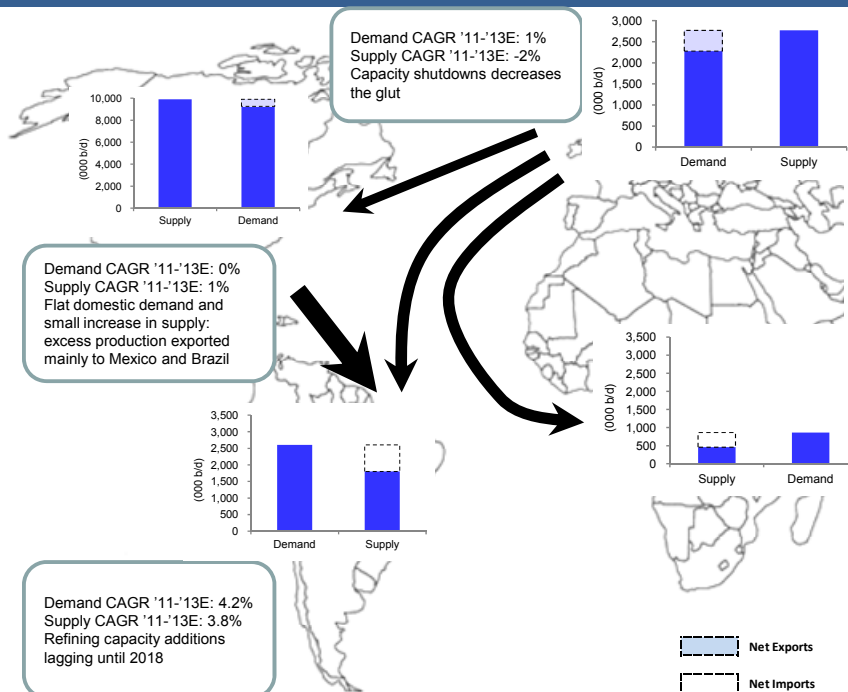 Demand CAGR '11-'13E: 1%
Supply CAGR '11-'13E: -2%
Capacity shutdowns decreases
the glut
3,000
2,500
2,000
1,500
1,000
500
0
(000 b/d)
Demand
Supply
10,000
8,000
6,000
4,000
2,000
0
(000 b/d)
Supply
Demand
Demand CAGR '11-'13E: 0%
Supply CAGR '11-'13E: 1%
Flat domestic demand and
small increase in supply:
excess production exported
mainly to Mexico and Brazil
3,500
3,000
2,500
2,000
1,500
1,000
500
0
(000 b/d)
Supply
Demand
3,500
3,000
2,500
2,000
1,500
1,000
500
0
(000 b/d)
Demand
Supply
Demand CAGR '11-'13E: 4.2%
Supply CAGR '11-'13E: 3.8%
Refining capacity additions
lagging until 2018
Net Exports
Net Imports